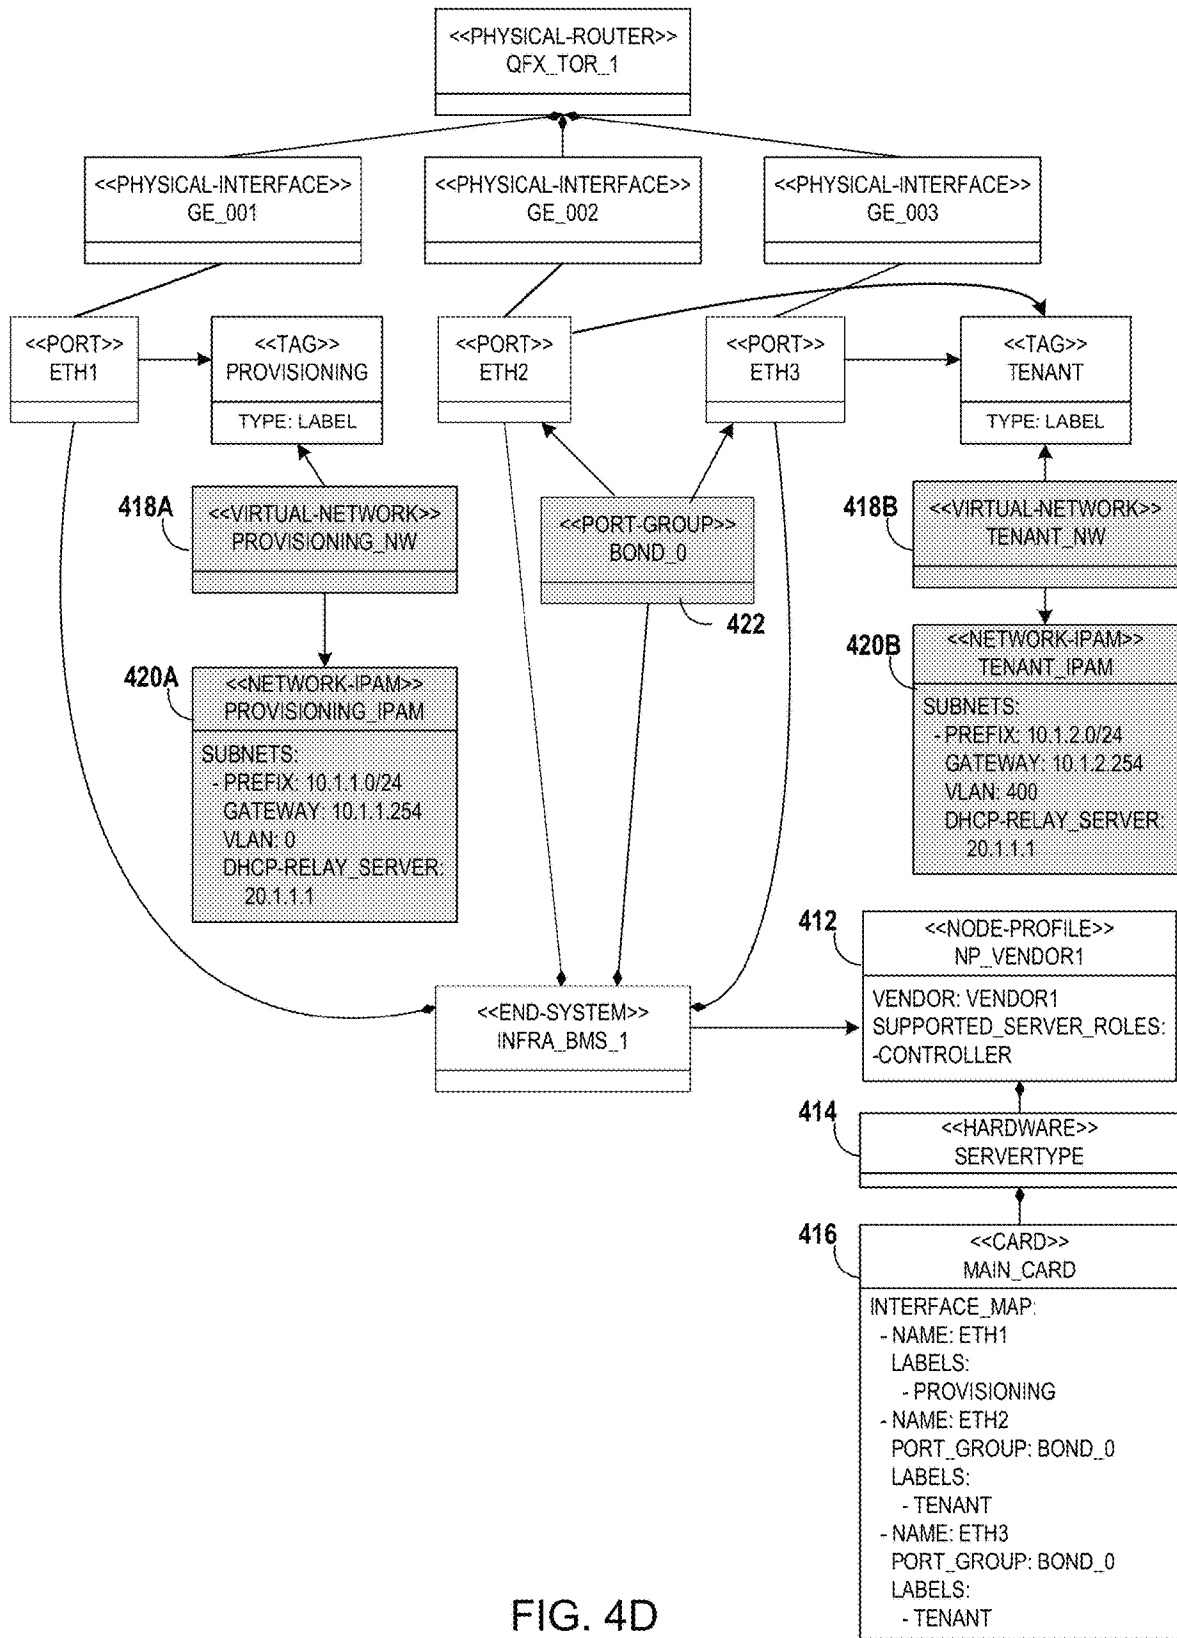 <<PHYSICAL-ROUTER>>
QFX_TOR_1
<<PHYSICAL-INTERFACE>>
GE_001
<<PHYSICAL-INTERFACE>>
GE_002
<<PHYSICAL-INTERFACE>>
GE_003
<<PORT>>
ETH1
<<TAG>>
PROVISIONING
TYPE: LABEL
<<PORT>>
ETH2
<<PORT>>
ETH3
<<TAG>>
TENANT
TYPE: LABEL
418A
<<VIRTUAL-NETWORK>>
PROVISIONING_NW
<<PORT-GROUP>>
BOND_0
422
418B
<<VIRTUAL-NETWORK>>
TENANT_NW
420A
<<NETWORK-IPAM>>
PROVISIONING_IPAM
SUBNETS:
- PREFIX: 10.1.1.0/24
GATEWAY: 10.1.1.254
VLAN: 0
DHCP-RELAY_SERVER:
20.1.1.1
420B
<<NETWORK-IPAM>>
TENANT_IPAM
SUBNETS:
- PREFIX: 10.1.2.0/24
GATEWAY: 10.1.2.254
VLAN: 400
DHCP-RELAY_SERVER:
20.1.1.1
<<END-SYSTEM>>
INFRA_BMS_1
412
<<NODE-PROFILE>>
NP_VENDOR1
VENDOR: VENDOR1
SUPPORTED_SERVER_ROLES:
-CONTROLLER
414
<<HARDWARE>>
SERVERTYPE
416
<<CARD>>
MAIN_CARD
INTERFACE_MAP:
- NAME: ETH1
LABELS:
- PROVISIONING
- NAME: ETH2
PORT_GROUP: BOND_0
LABELS:
- TENANT
- NAME: ETH3
PORT_GROUP: BOND_0
LABELS:
- TENANT
FIG. 4D